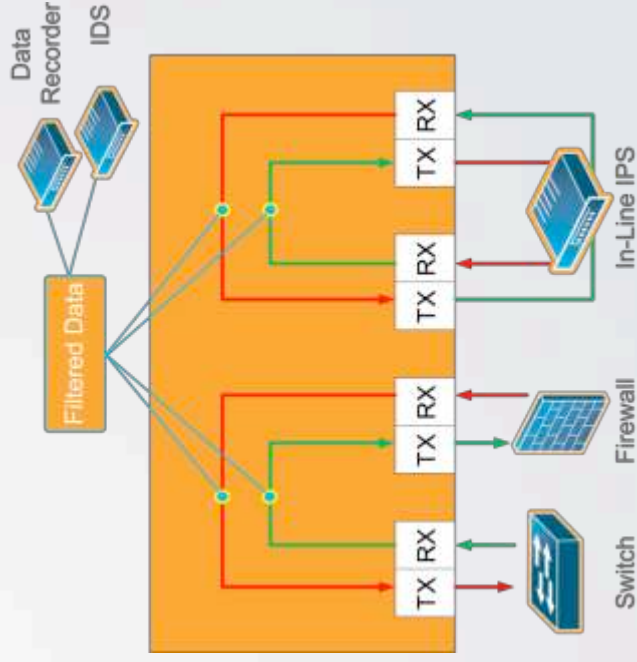 Data
Recorder
IDS
Filtered Data
TX RX
TX RX
TX RX
TX RX
Switch
Firewall
In-Line IPS